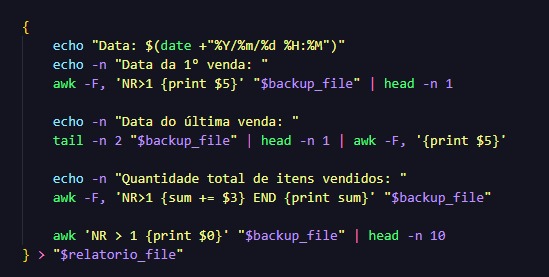 {
echo "Data: $(date +"%Y/%m/%d %H:%M")"
echo -n "Data da 1º venda: "
awk -F, 'NR>1 {print $5}' "$backup_file" | head -n 1
echo -n "Data do última venda: "
tail -n 2 "$backup_file" | head -n 1 | awk -F, '{print $5}'
echo -n "Quantidade total de itens vendidos: "
awk -F, 'NR>1 {sum += $3} END {print sum}' "$backup_file"
awk 'NR > 1 {print $0}' "$backup_file" | head -n 10
} > "$relatorio_file"